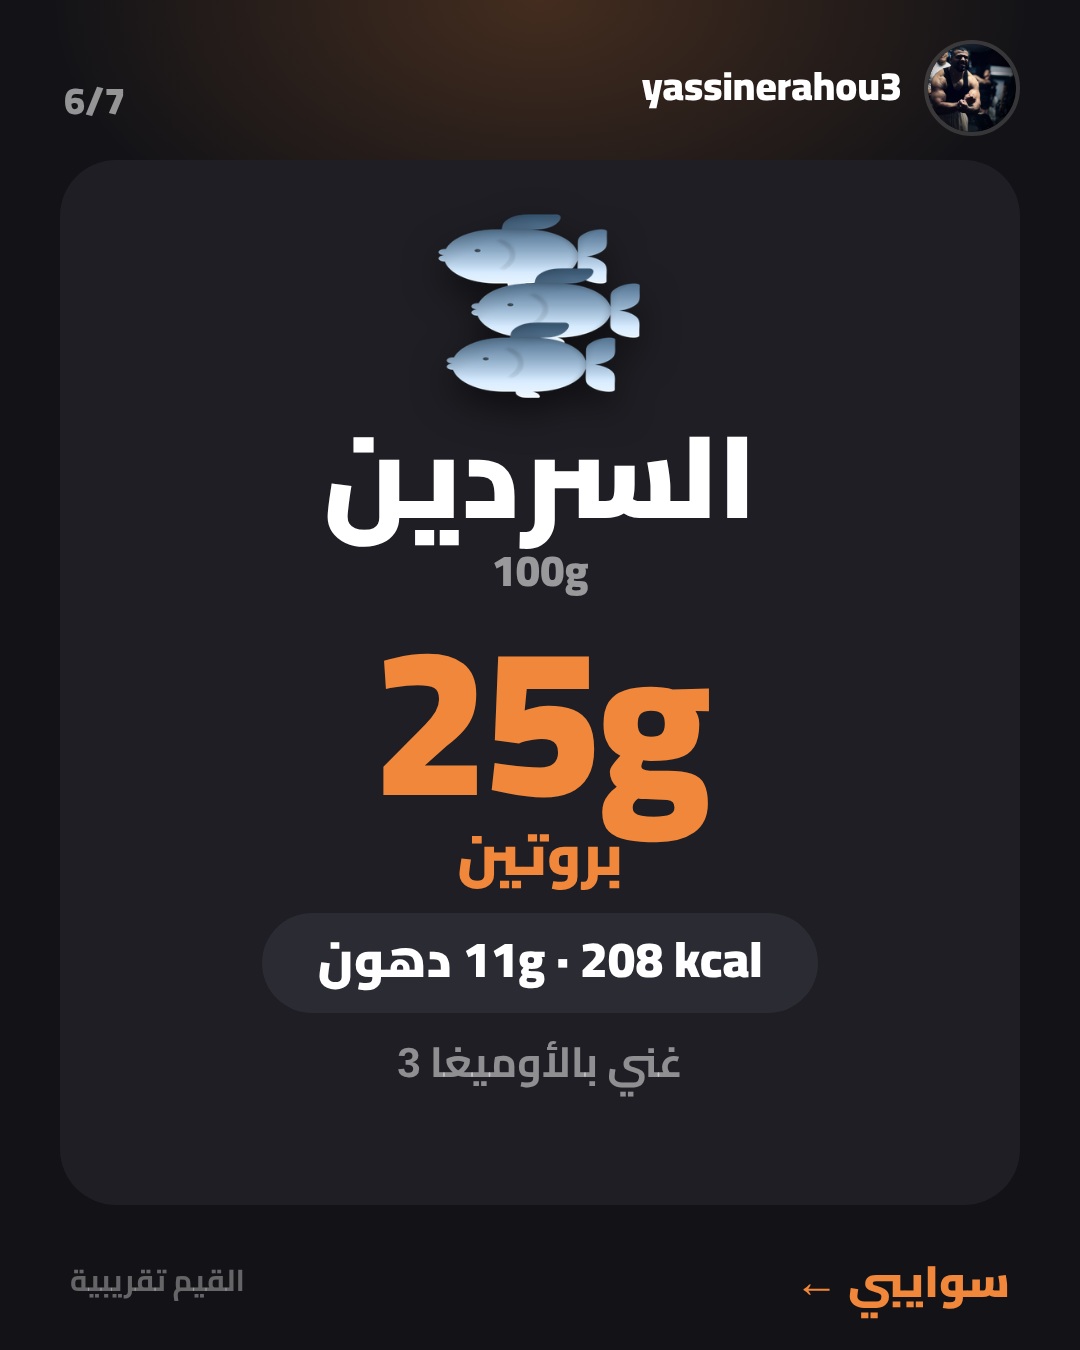 yassinerahou3
6/7
السردين
100g
25g
بروتين
208 kcal · 11g دهون
غني بالأوميغا 3
سوايبي ←
القيم تقريبية